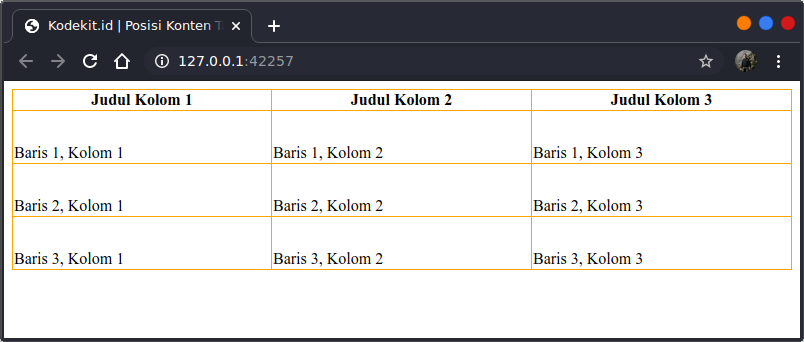 Kodekit.id | Posisi Konten
127.0.0.1:42257
Judul Kolom 1 Judul Kolom 2 Judul Kolom 3
Baris 1, Kolom 1 Baris 1, Kolom 2 Baris 1, Kolom 3
Baris 2, Kolom 1 Baris 2, Kolom 2 Baris 2, Kolom 3
Baris 3, Kolom 1 Baris 3, Kolom 2 Baris 3, Kolom 3